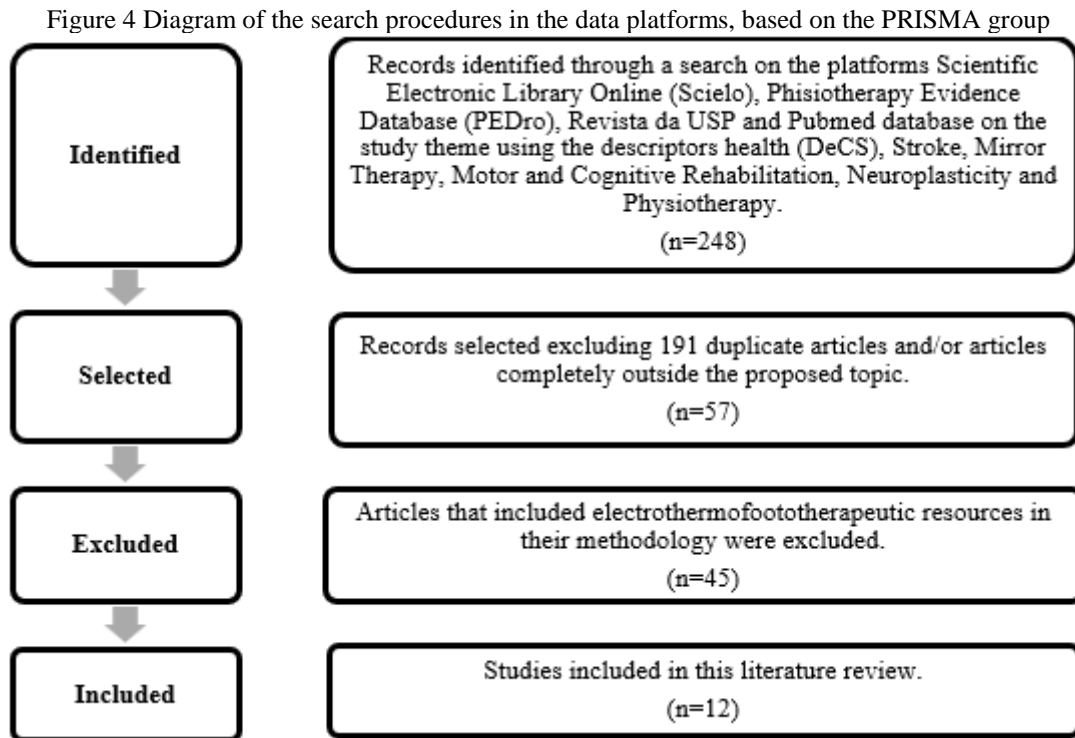 Figure 4 Diagram of the search procedures in the data platforms, based on the PRISMA group
Identified
Records identified through a search on the platforms Scientific
Electronic Library Online (Scielo), Phisiotherapy Evidence
Database (PEDro), Revista da USP and Pubmed database on the
study theme using the descriptors health (DeCS), Stroke, Mirror
Therapy, Motor and Cognitive Rehabilitation, Neuroplasticity and
Physiotherapy.
(n=248)
Selected
Records selected excluding 191 duplicate articles and/or articles
completely outside the proposed topic.
(n=57)
Excluded
Articles that included electrothermofoototherapeutic resources in
their methodology were excluded.
(n=45)
Included
Studies included in this literature review.
(n=12)